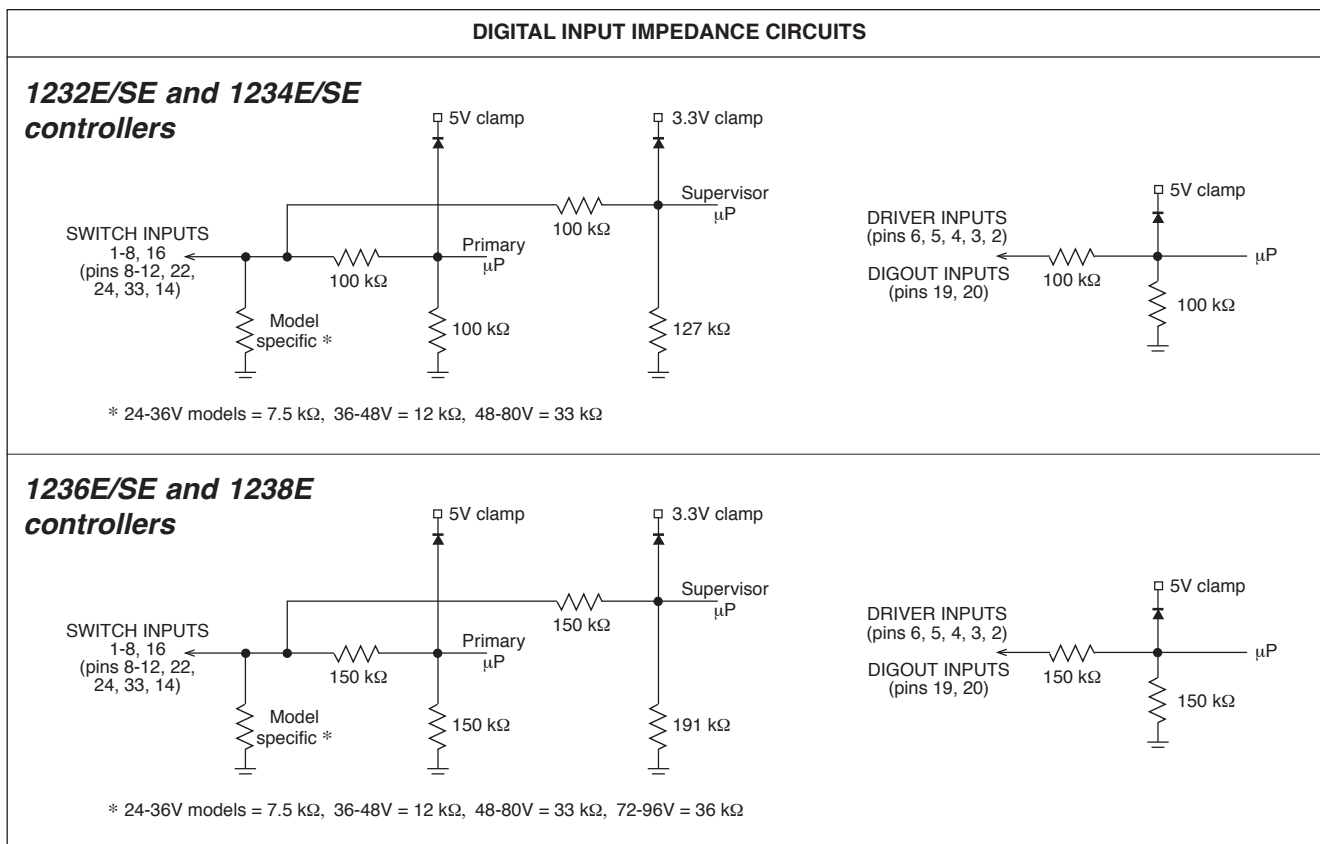 DIGITAL INPUT IMPEDANCE CIRCUITS
1232E/SE and 1234E/SE
controllers
5V clamp
3.3V clamp
Supervisor
µP
100 kΩ
SWITCH INPUTS
1-8, 16
(pins 8-12, 22,
24, 33, 14)
Primary
µP
100 kΩ
Model
specific *
100 kΩ
127 kΩ
5V clamp
DRIVER INPUTS
(pins 6, 5, 4, 3, 2)
DIGOUT INPUTS
(pins 19, 20)
µP
100 kΩ
100 kΩ
* 24-36V models = 7.5 kΩ, 36-48V = 12 kΩ, 48-80V = 33 kΩ
1236E/SE and 1238E
controllers
5V clamp
3.3V clamp
Supervisor
µP
150 kΩ
SWITCH INPUTS
1-8, 16
(pins 8-12, 22,
24, 33, 14)
Primary
µP
150 kΩ
Model
specific *
150 kΩ
191 kΩ
5V clamp
DRIVER INPUTS
(pins 6, 5, 4, 3, 2)
DIGOUT INPUTS
(pins 19, 20)
µP
150 kΩ
150 kΩ
* 24-36V models = 7.5 kΩ, 36-48V = 12 kΩ, 48-80V = 33 kΩ, 72-96V = 36 kΩ